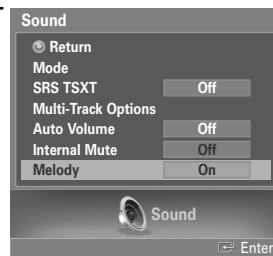 Sound
Return
Mode
SRS TSXT Off
Multi-Track Options
Auto Volume Off
Internal Mute Off
Melody On
Sound
Enter